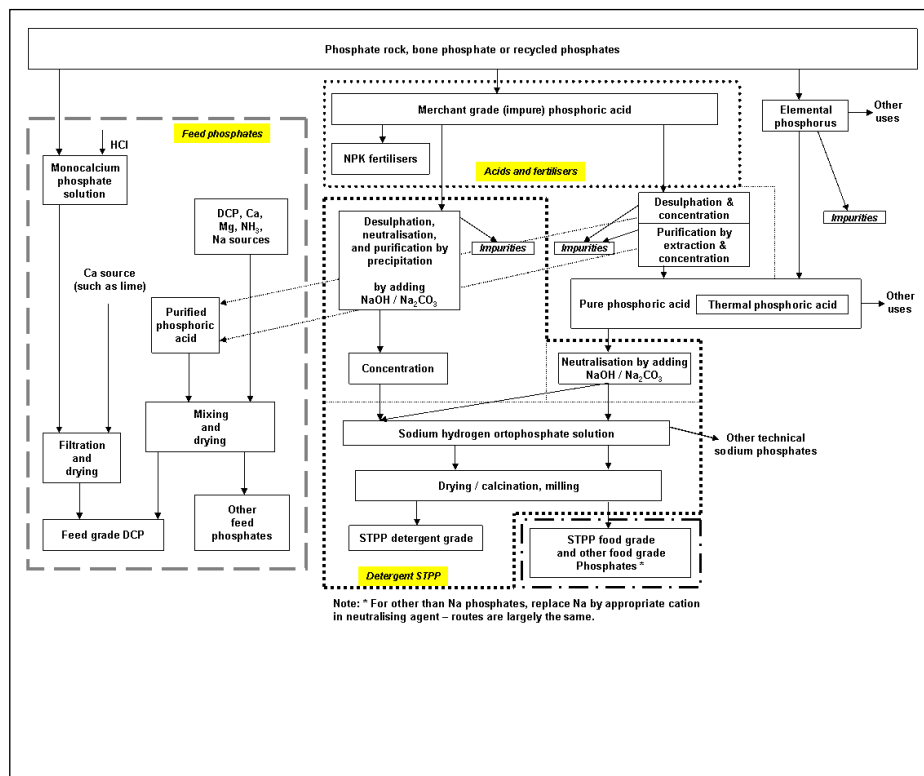 Phosphate rock, bone phosphate or recycled phosphates
Merchant grade (impure) phosphoric acid
Elemental
phosphorus
Other
uses
Feed phosphates
HCl
NPK fertilisers
Acids and fertilisers
Monocalcium
phosphate
solution
DCP, Ca,
Mg, NH3,
Na sources
Desulphation,
neutralisation,
and purification by
precipitation
by adding
NaOH / Na2CO3
Impurities
Impurities
Desulphation &
concentration
Purification by
extraction &
concentration
Impurities
Ca source
(such as lime)
Purified
phosphoric
acid
Pure phosphoric acid
Thermal phosphoric acid
Other
uses
Concentration
Neutralisation by adding
NaOH / Na2CO3
Mixing
and
drying
Filtration
and
drying
Sodium hydrogen ortophosphate solution
Other technical
sodium phosphates
Drying / calcination, milling
Feed grade DCP
Other
feed
phosphates
STPP detergent grade
STPP food grade
and other food grade
Phosphates *
Detergent STPP
Note: * For other than Na phosphates, replace Na by appropriate cation
in neutralising agent – routes are largely the same.